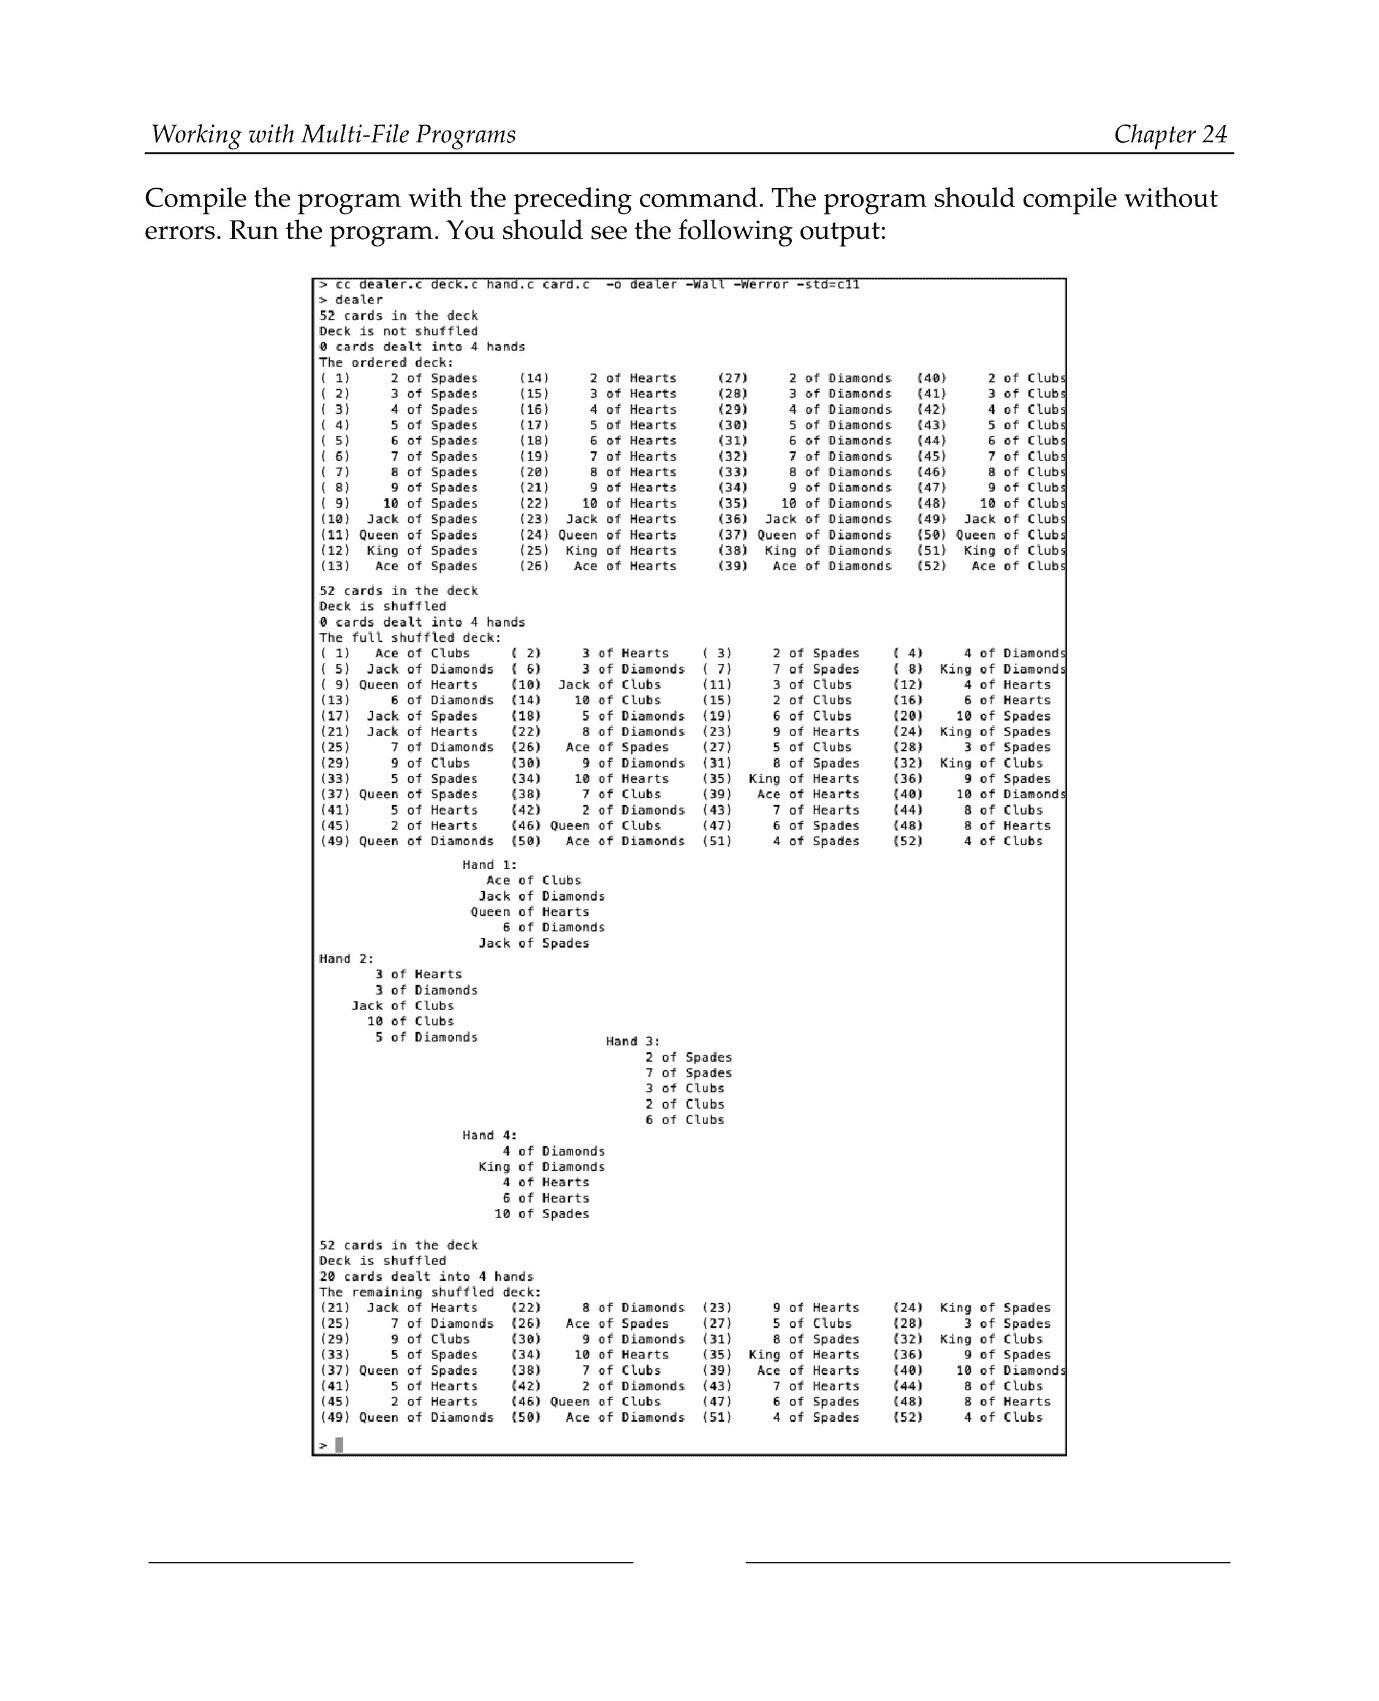 Working with Multi-File Programs Chapter 24
Compile the program with the preceding command. The program should compile without
errors. Run the program. You should see the following output:
> cc dealer.c deck.c hand.c card.c  -o dealer -Wall -Werror -std=c11
> dealer
52 cards in the deck
Deck is not shuffled
0 cards dealt into 4 hands
The ordered deck:
( 1)     2 of Spades     (14)     2 of Hearts     (27)     2 of Diamonds   (40)     2 of Clubs
( 2)     3 of Spades     (15)     3 of Hearts     (28)     3 of Diamonds   (41)     3 of Clubs
( 3)     4 of Spades     (16)     4 of Hearts     (29)     4 of Diamonds   (42)     4 of Clubs
( 4)     5 of Spades     (17)     5 of Hearts     (30)     5 of Diamonds   (43)     5 of Clubs
( 5)     6 of Spades     (18)     6 of Hearts     (31)     6 of Diamonds   (44)     6 of Clubs
( 6)     7 of Spades     (19)     7 of Hearts     (32)     7 of Diamonds   (45)     7 of Clubs
( 7)     8 of Spades     (20)     8 of Hearts     (33)     8 of Diamonds   (46)     8 of Clubs
( 8)     9 of Spades     (21)     9 of Hearts     (34)     9 of Diamonds   (47)     9 of Clubs
( 9)    10 of Spades     (22)    10 of Hearts     (35)    10 of Diamonds   (48)    10 of Clubs
(10)  Jack of Spades     (23)  Jack of Hearts     (36)  Jack of Diamonds   (49)  Jack of Clubs
(11) Queen of Spades     (24) Queen of Hearts     (37) Queen of Diamonds   (50) Queen of Clubs
(12)  King of Spades     (25)  King of Hearts     (38)  King of Diamonds   (51)  King of Clubs
(13)   Ace of Spades     (26)   Ace of Hearts     (39)   Ace of Diamonds   (52)   Ace of Clubs
52 cards in the deck
Deck is shuffled
0 cards dealt into 4 hands
The full shuffled deck:
( 1)   Ace of Clubs     ( 2)     3 of Hearts    ( 3)     2 of Spades    ( 4)     4 of Diamonds
( 5)  Jack of Diamonds  ( 6)     3 of Diamonds  ( 7)     7 of Spades    ( 8)  King of Diamonds
( 9) Queen of Hearts    (10)  Jack of Clubs     (11)     3 of Clubs     (12)     4 of Hearts
(13)     6 of Diamonds  (14)    10 of Clubs     (15)     2 of Clubs     (16)     6 of Hearts
(17)  Jack of Spades    (18)     5 of Diamonds  (19)     6 of Clubs     (20)    10 of Spades
(21)  Jack of Hearts    (22)     8 of Diamonds  (23)     9 of Hearts    (24)  King of Spades
(25)     7 of Diamonds  (26)   Ace of Spades    (27)     5 of Clubs     (28)     3 of Spades
(29)     9 of Clubs     (30)     9 of Diamonds  (31)     8 of Spades    (32)  King of Clubs
(33)     5 of Spades    (34)    10 of Hearts    (35)  King of Hearts    (36)     9 of Spades
(37) Queen of Spades    (38)     7 of Clubs     (39)   Ace of Hearts    (40)    10 of Diamonds
(41)     5 of Hearts    (42)     2 of Diamonds  (43)     7 of Hearts    (44)     8 of Clubs
(45)     2 of Hearts    (46) Queen of Clubs     (47)     6 of Spades    (48)     8 of Hearts
(49) Queen of Diamonds  (50)   Ace of Diamonds  (51)     4 of Spades    (52)     4 of Clubs
Hand 1:
Ace of Clubs
Jack of Diamonds
Queen of Hearts
6 of Diamonds
Jack of Spades
Hand 2:
3 of Hearts
3 of Diamonds
Jack of Clubs
10 of Clubs
5 of Diamonds
Hand 3:
2 of Spades
7 of Spades
3 of Clubs
2 of Clubs
6 of Clubs
Hand 4:
4 of Diamonds
King of Diamonds
4 of Hearts
6 of Hearts
10 of Spades
52 cards in the deck
Deck is shuffled
20 cards dealt into 4 hands
The remaining shuffled deck:
(21)  Jack of Hearts    (22)     8 of Diamonds  (23)     9 of Hearts    (24)  King of Spades
(25)     7 of Diamonds  (26)   Ace of Spades    (27)     5 of Clubs     (28)     3 of Spades
(29)     9 of Clubs     (30)     9 of Diamonds  (31)     8 of Spades    (32)  King of Clubs
(33)     5 of Spades    (34)    10 of Hearts    (35)  King of Hearts    (36)     9 of Spades
(37) Queen of Spades    (38)     7 of Clubs     (39)   Ace of Hearts    (40)    10 of Diamonds
(41)     5 of Hearts    (42)     2 of Diamonds  (43)     7 of Hearts    (44)     8 of Clubs
(45)     2 of Hearts    (46) Queen of Clubs     (47)     6 of Spades    (48)     8 of Hearts
(49) Queen of Diamonds  (50)   Ace of Diamonds  (51)     4 of Spades    (52)     4 of Clubs
>